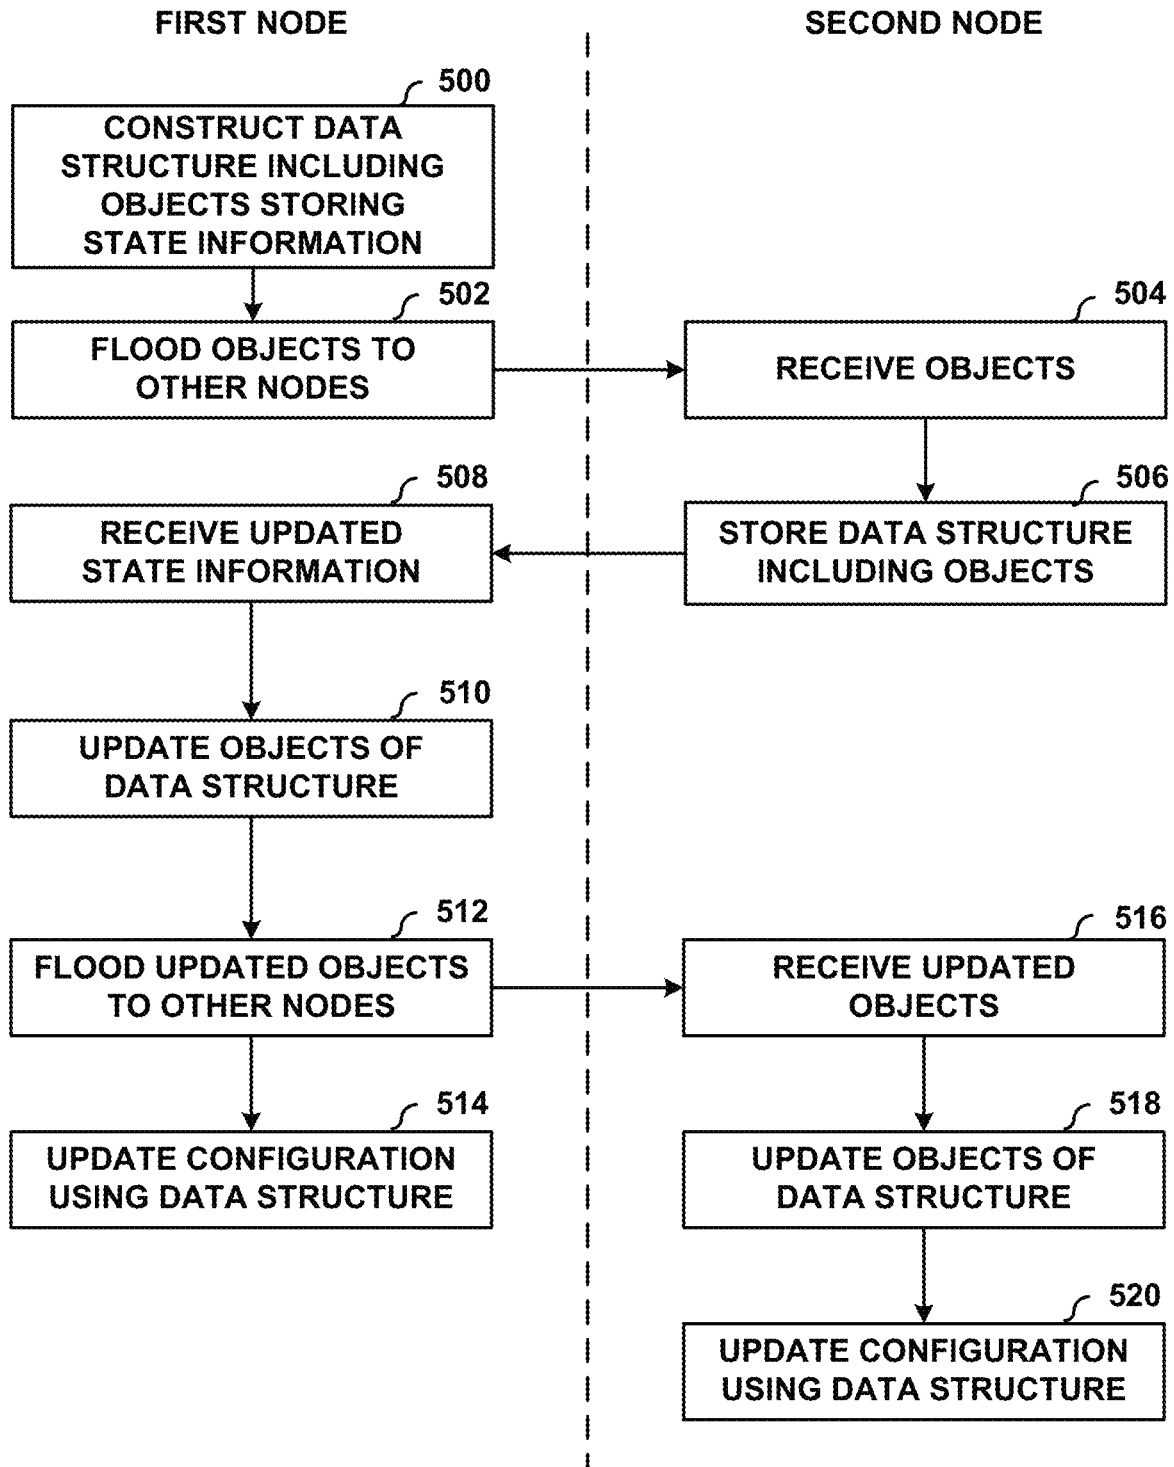 FIRST NODE
SECOND NODE
500
CONSTRUCT DATA
STRUCTURE INCLUDING
OBJECTS STORING
STATE INFORMATION
502
FLOOD OBJECTS TO
OTHER NODES
504
RECEIVE OBJECTS
506
STORE DATA STRUCTURE
INCLUDING OBJECTS
508
RECEIVE UPDATED
STATE INFORMATION
510
UPDATE OBJECTS OF
DATA STRUCTURE
512
FLOOD UPDATED OBJECTS
TO OTHER NODES
514
UPDATE CONFIGURATION
USING DATA STRUCTURE
516
RECEIVE UPDATED
OBJECTS
518
UPDATE OBJECTS OF
DATA STRUCTURE
520
UPDATE CONFIGURATION
USING DATA STRUCTURE